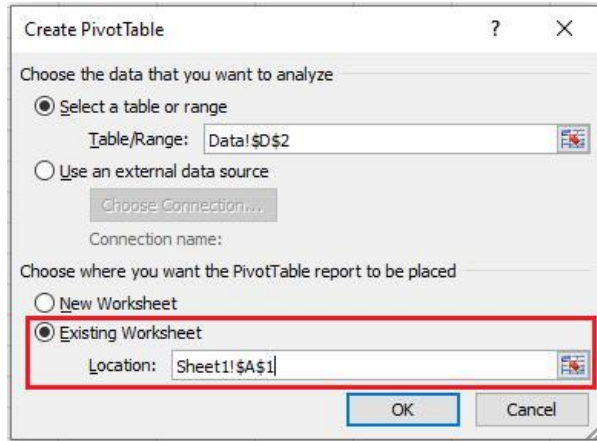 Create PivotTable ? ×
Choose the data that you want to analyze
Select a table or range
Table/Range: Data!$D$2
Use an external data source
Choose Connection...
Connection name:
Choose where you want the PivotTable report to be placed
New Worksheet
Existing Worksheet
Location: Sheet1!$A$1
OK Cancel